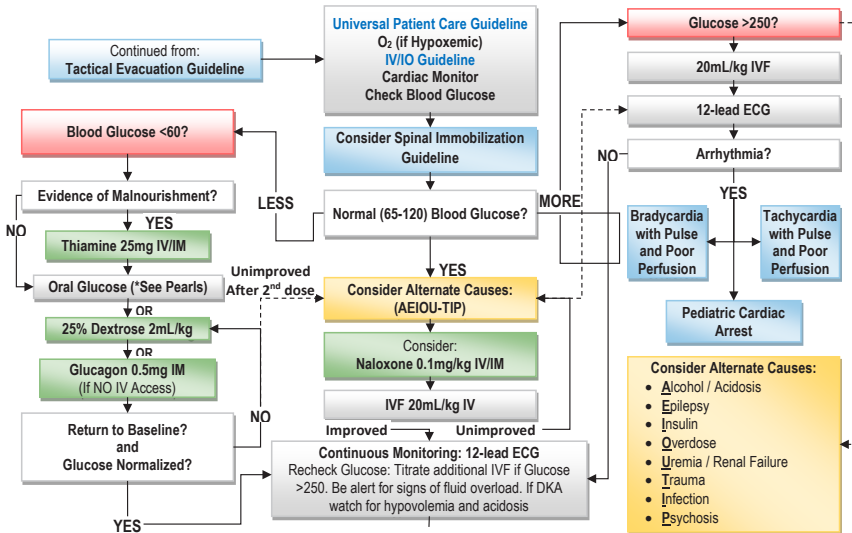 Continued from:
Tactical Evacuation Guideline
Universal Patient Care Guideline
O₂ (if Hypoxemic)
IV/IO Guideline
Cardiac Monitor
Check Blood Glucose
Consider Spinal Immobilization
Guideline
Normal (65-120) Blood Glucose?
LESS
MORE
YES
Blood Glucose <60?
Evidence of Malnourishment?
NO
YES
Thiamine 25mg IV/IM
Oral Glucose (*See Pearls)
OR
25% Dextrose 2mL/kg
OR
Glucagon 0.5mg IM
(If NO IV Access)
Return to Baseline?
and
Glucose Normalized?
NO
YES
Unimproved
After 2nd dose
Consider Alternate Causes:
(AEIOU-TIP)
Consider:
Naloxone 0.1mg/kg IV/IM
IVF 20mL/kg IV
Improved
Unimproved
Continuous Monitoring: 12-lead ECG
Recheck Glucose: Titrate additional IVF if Glucose
>250. Be alert for signs of fluid overload. If DKA
watch for hypovolemia and acidosis
Glucose >250?
20mL/kg IVF
12-lead ECG
Arrhythmia?
NO
YES
Bradycardia
with Pulse
and Poor
Perfusion
Tachycardia
with Pulse
and Poor
Perfusion
Pediatric Cardiac
Arrest
Consider Alternate Causes:
• Alcohol / Acidosis
• Epilepsy
• Insulin
• Overdose
• Uremia / Renal Failure
• Trauma
• Infection
• Psychosis